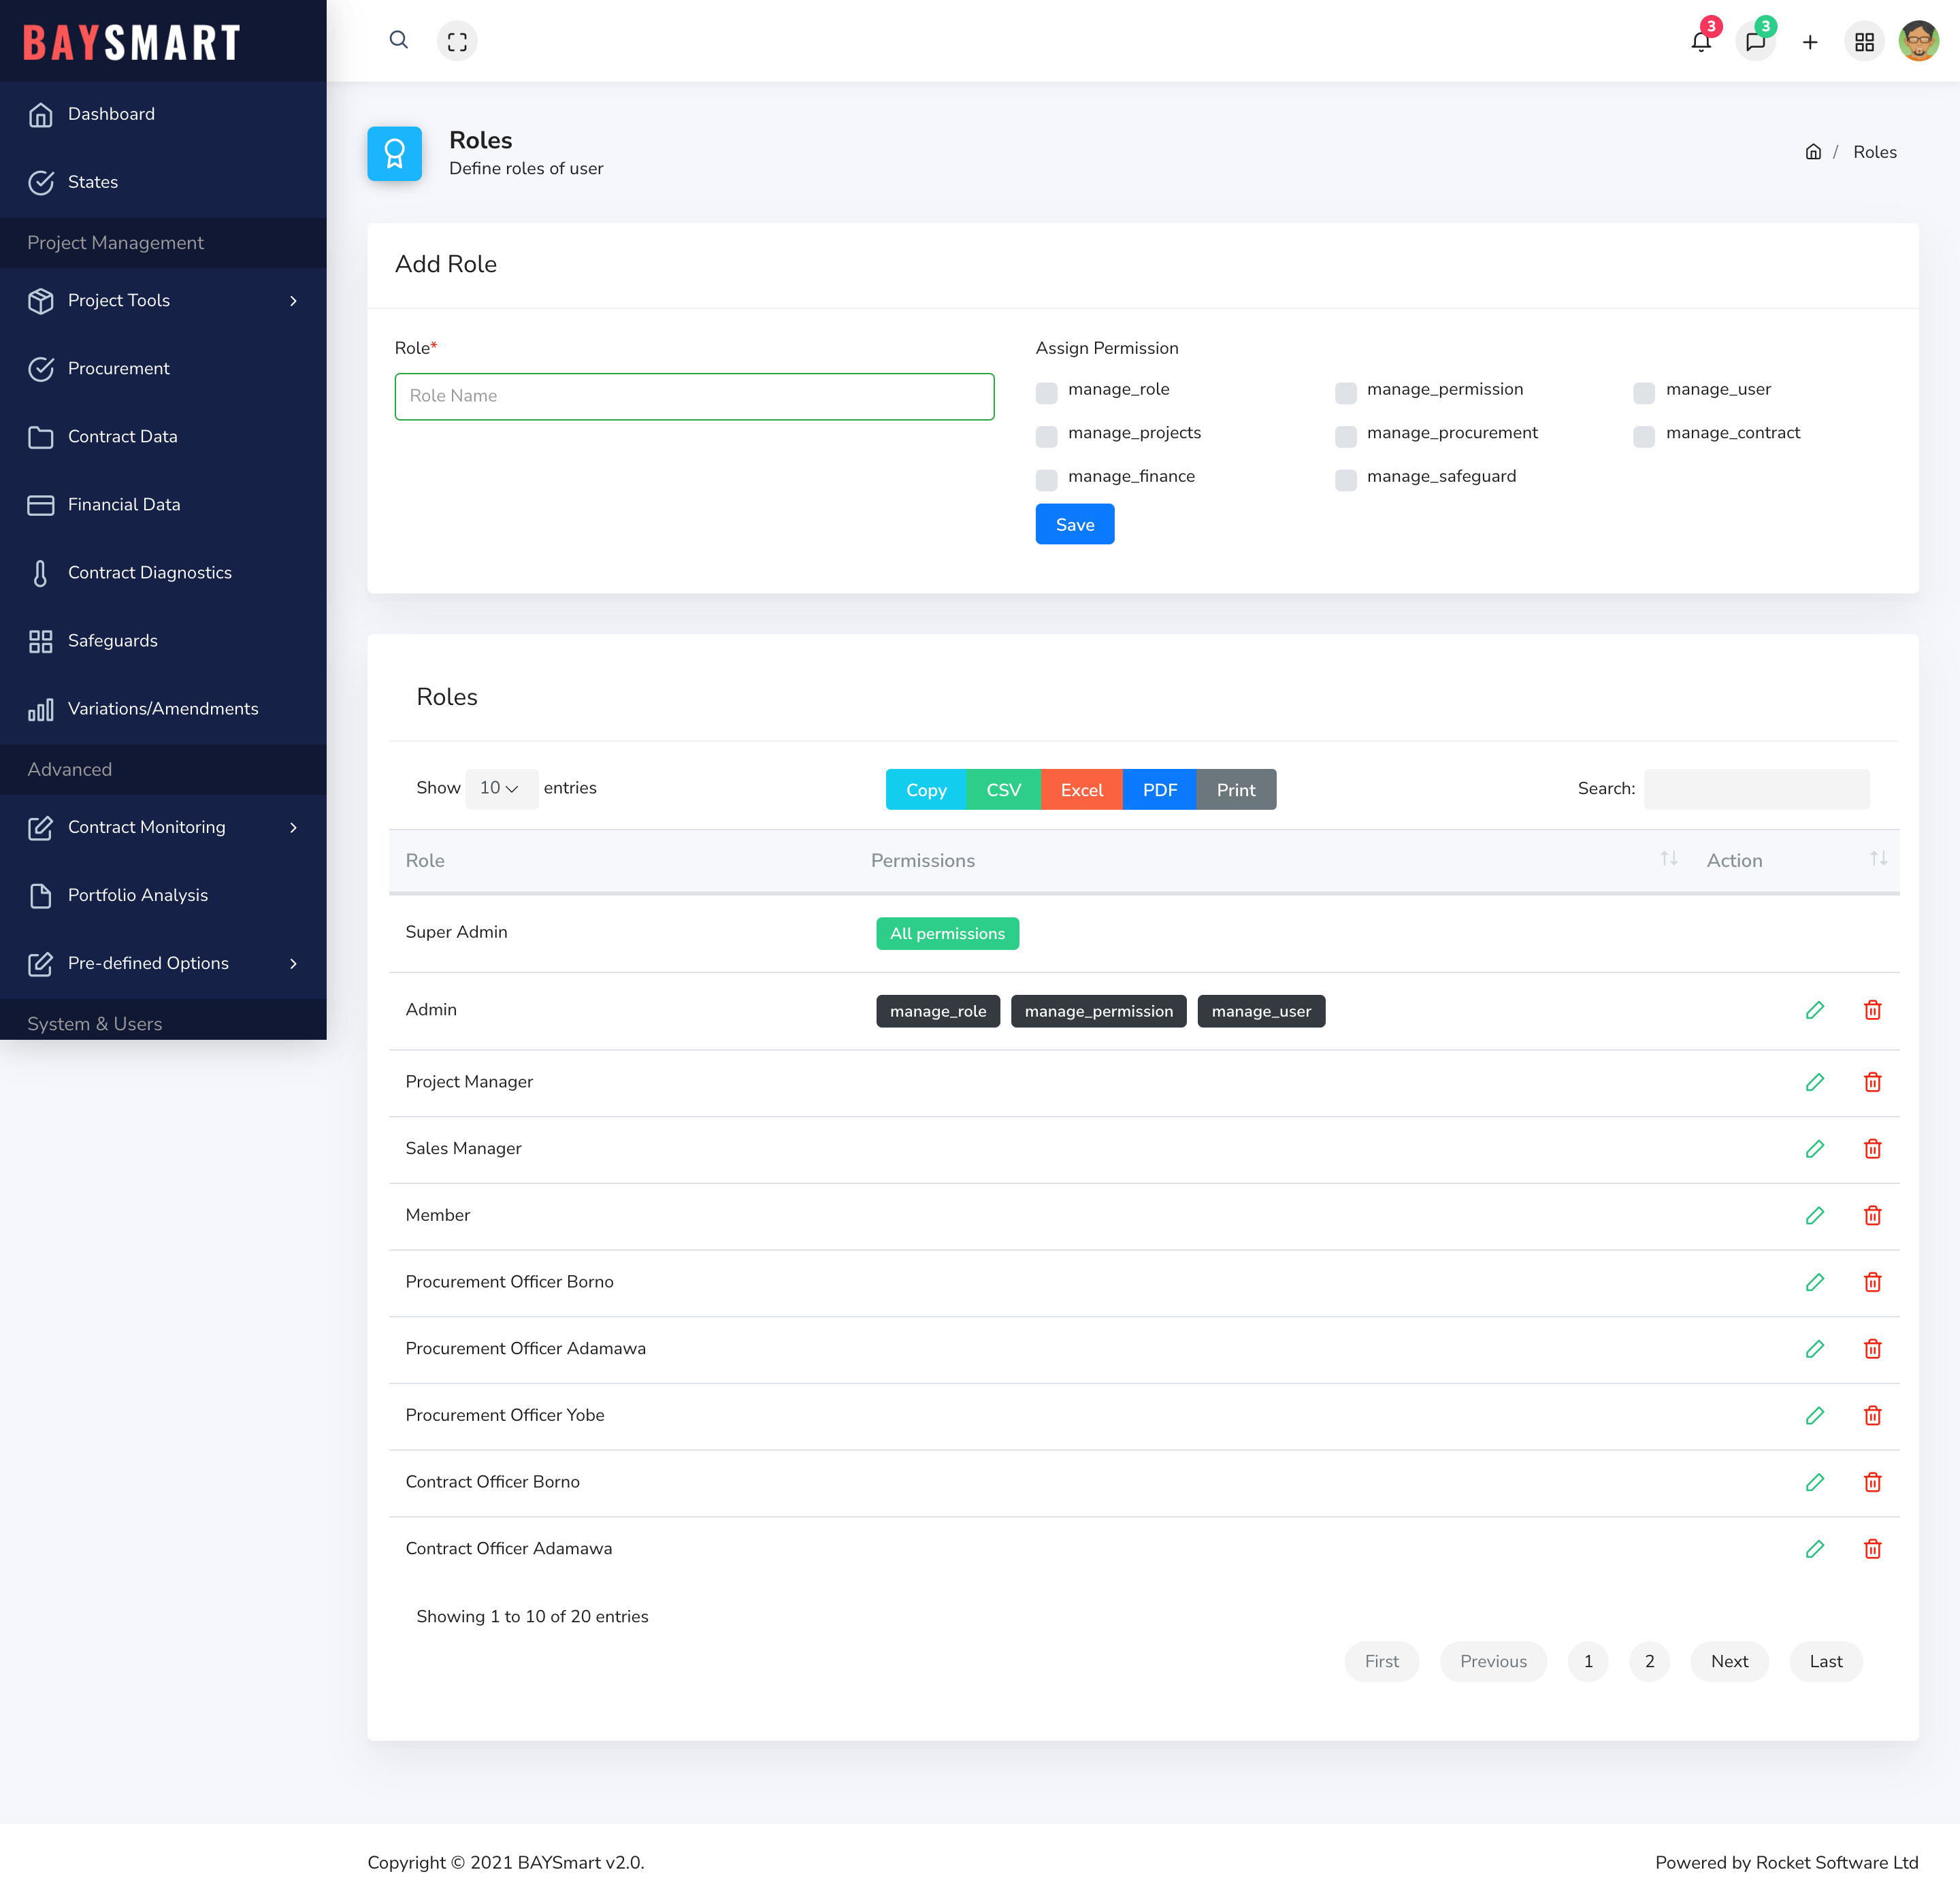 BAYSMART
3
3
Dashboard
States
Project Management
Project Tools
Procurement
Contract Data
Financial Data
Contract Diagnostics
Safeguards
Variations/Amendments
Advanced
Contract Monitoring
Portfolio Analysis
Pre-defined Options
System & Users
Roles
Define roles of user
/ Roles
Add Role
Role*
Role Name
Assign Permission
manage_role manage_permission manage_user
manage_projects manage_procurement manage_contract
manage_finance manage_safeguard
Save
Roles
Show 10 entries
Copy CSV Excel PDF Print
Search:
Role Permissions Action
Super Admin All permissions
Admin manage_role manage_permission manage_user
Project Manager
Sales Manager
Member
Procurement Officer Borno
Procurement Officer Adamawa
Procurement Officer Yobe
Contract Officer Borno
Contract Officer Adamawa
Showing 1 to 10 of 20 entries
First Previous 1 2 Next Last
Copyright © 2021 BAYSmart v2.0. Powered by Rocket Software Ltd